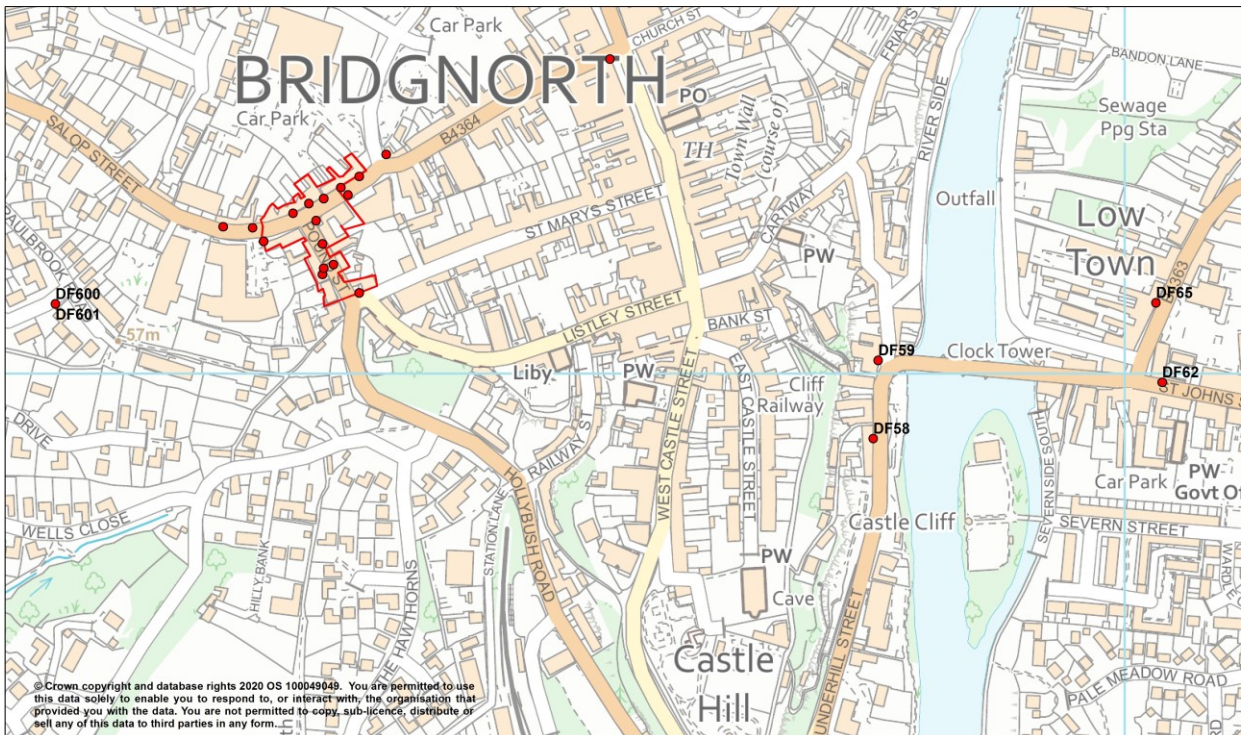 Car Park
CHURCH ST
FRIARS
BANDON LANE
BRIDGNORTH
PO
RIVER SIDE
Sewage
Ppg Sta
Car Park
SALOP STREET
B4364
TH
Town Wall
(course of)
Outfall
Low
Town
ST MARYS STREET
CARTWAY
PW
PAULBROOK
DF600
DF601
57m
LISTLEY STREET
BANK ST
DF65
DF59
Clock Tower
DF62
ST JOHNS S
Liby
PW
Cliff
Railway
EAST CASTLE STREET
WEST CASTLE STREET
DRIVE
RAILWAY ST
HOLLYBUSH ROAD
STATION LANE
DF58
SEVERN SIDE SOUTH
Car Park
PW
Govt Of
WELLS CLOSE
HILLY BANK
THE HAWTHORNS
Castle Cliff
SEVERN STREET
PW
Cave
Castle
Hill
UNDERHILL STREET
PALE MEADOW ROAD
© Crown copyright and database rights 2020 OS 100049049. You are permitted to use
this data solely to enable you to respond to, or interact with, the organisation that
provided you with the data. You are not permitted to copy, sub-licence, distribute or
sell any of this data to third parties in any form.